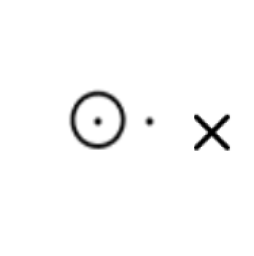 ⊙ · ×